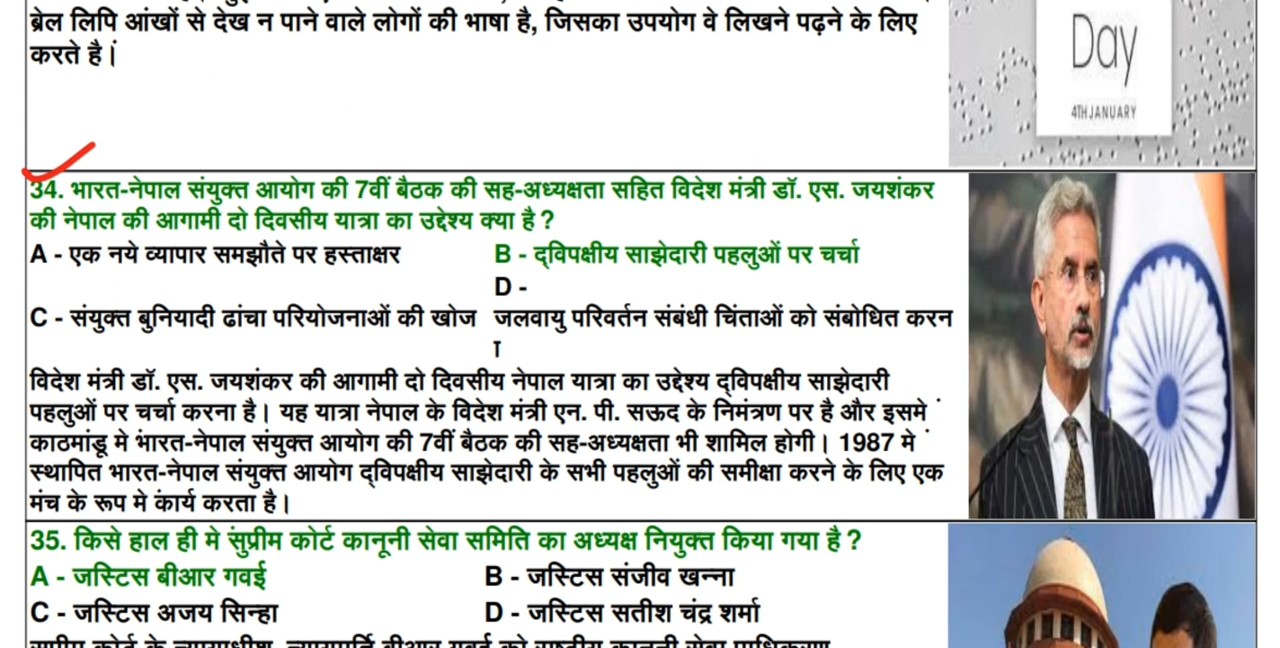 ब्रेल लिपि आंखों से देख न पाने वाले लोगों की भाषा है, जिसका उपयोग वे लिखने पढ़ने के लिए
करते है।
Day
4TH JANUARY
34. भारत-नेपाल संयुक्त आयोग की 7वीं बैठक की सह-अध्यक्षता सहित विदेश मंत्री डॉ. एस. जयशंकर
की नेपाल की आगामी दो दिवसीय यात्रा का उद्देश्य क्या है?
A - एक नये व्यापार समझौते पर हस्ताक्षर
B - द्विपक्षीय साझेदारी पहलुओं पर चर्चा
C - संयुक्त बुनियादी ढांचा परियोजनाओं की खोज
D -
जलवायु परिवर्तन संबंधी चिंताओं को संबोधित करन
ा
विदेश मंत्री डॉ. एस. जयशंकर की आगामी दो दिवसीय नेपाल यात्रा का उद्देश्य द्विपक्षीय साझेदारी
पहलुओं पर चर्चा करना है। यह यात्रा नेपाल के विदेश मंत्री एन. पी. सऊद के निमंत्रण पर है और इसमें
काठमांडू में भारत-नेपाल संयुक्त आयोग की 7वीं बैठक की सह-अध्यक्षता भी शामिल होगी। 1987 में
स्थापित भारत-नेपाल संयुक्त आयोग द्विपक्षीय साझेदारी के सभी पहलुओं की समीक्षा करने के लिए एक
मंच के रूप में कार्य करता है।
35. किसे हाल ही में सुप्रीम कोर्ट कानूनी सेवा समिति का अध्यक्ष नियुक्त किया गया है?
A - जस्टिस बीआर गवई
B - जस्टिस संजीव खन्ना
C - जस्टिस अजय सिन्हा
D - जस्टिस सतीश चंद्र शर्मा